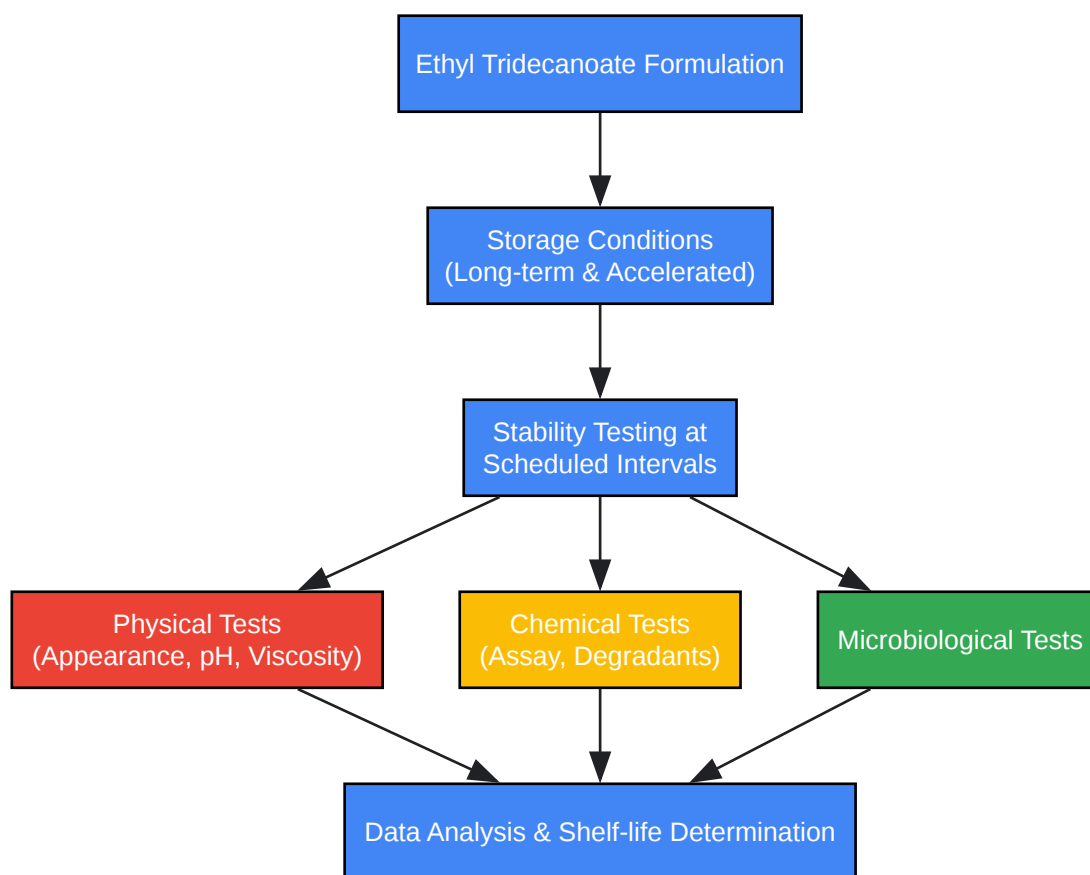 Ethyl Tridecanoate Formulation
Storage Conditions
(Long-term & Accelerated)
Stability Testing at
Scheduled Intervals
Physical Tests
(Appearance, pH, Viscosity)
Chemical Tests
(Assay, Degradants)
Microbiological Tests
Data Analysis & Shelf-life Determination